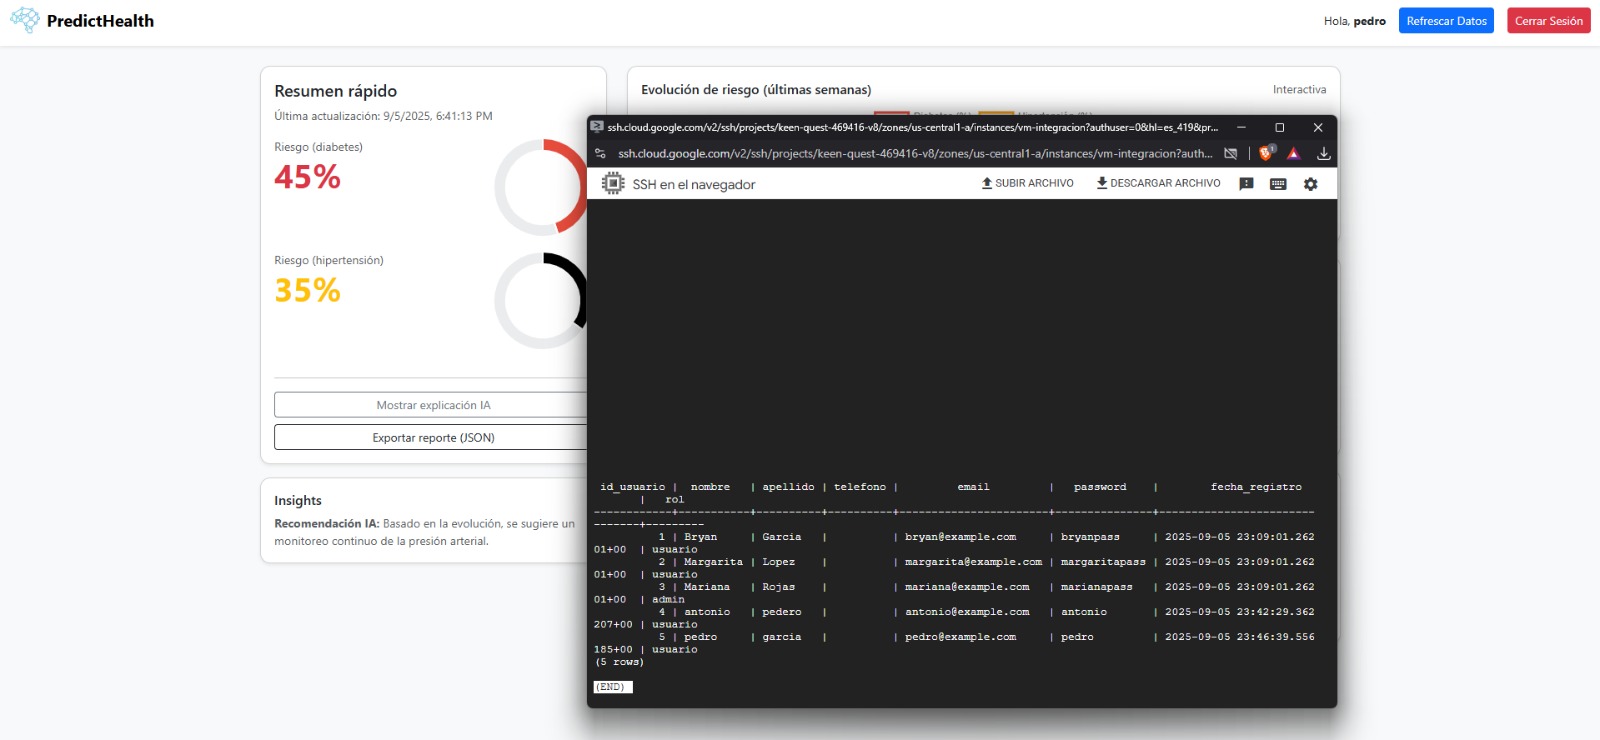 PredictHealth
Hola, pedro
Refrescar Datos
Cerrar Sesión
Resumen rápido
Última actualización: 9/5/2025, 6:41:13 PM
Riesgo (diabetes)
45%
Riesgo (hipertensión)
35%
Mostrar explicación IA
Exportar reporte (JSON)
Insights
Recomendación IA: Basado en la evolución, se sugiere un
monitoreo continuo de la presión arterial.
Evolución de riesgo (últimas semanas)
Interactiva
ssh.cloud.google.com/v2/ssh/projects/keen-quest-469416-v8/zones/us-central1-a/instances/vm-integracion?authuser=0&hl=es_419&pr...
ssh.cloud.google.com/v2/ssh/projects/keen-quest-469416-v8/zones/us-central1-a/instances/vm-integracion?auth...
1
SSH en el navegador
SUBIR ARCHIVO
DESCARGAR ARCHIVO
id_usuario | nombre | apellido | telefono | email | password | fecha_registro
| rol
------------+-----------+----------+----------+-----------------------+---------------+------------------------
-------+---------
1 | Bryan | Garcia | | bryan@example.com | bryanpass | 2025-09-05 23:09:01.262
01+00 | usuario
2 | Margarita | Lopez | | margarita@example.com | margaritapass | 2025-09-05 23:09:01.262
01+00 | usuario
3 | Mariana | Rojas | | mariana@example.com | marianapass | 2025-09-05 23:09:01.262
01+00 | admin
4 | antonio | pedero | | antonio@example.com | antonio | 2025-09-05 23:42:29.362
207+00 | usuario
5 | pedro | garcia | | pedro@example.com | pedro | 2025-09-05 23:46:39.556
185+00 | usuario
(5 rows)
(END)